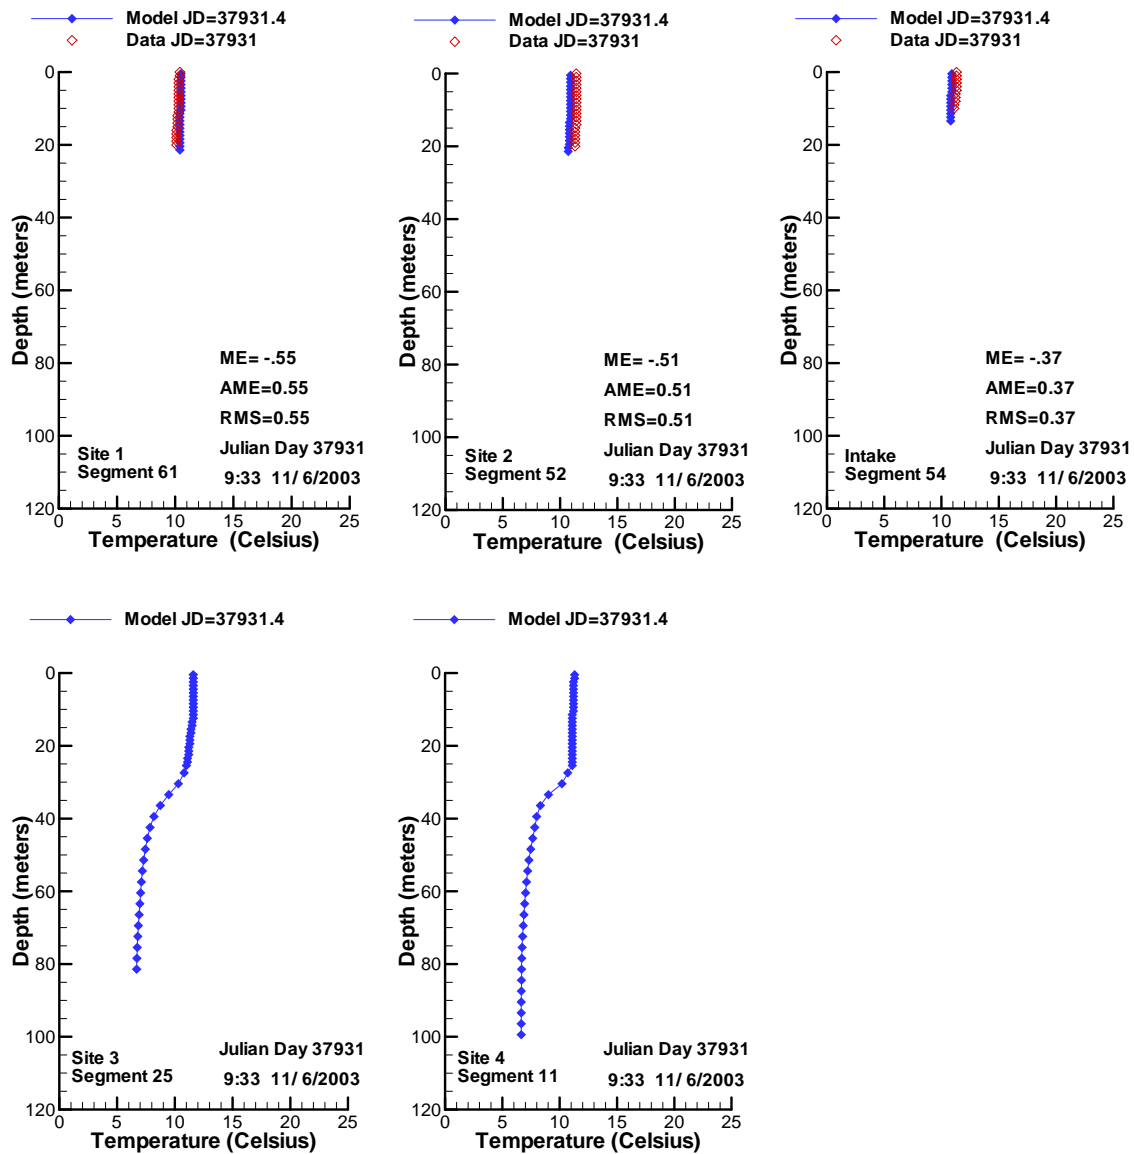 Model JD=37931.4
Data JD=37931
0
20
40
60
80
100
120
Depth (meters)
ME= -.55
AME=0.55
RMS=0.55
Julian Day 37931
9:33 11/ 6/2003
Site 1
Segment 61
0 5 10 15 20 25
Temperature (Celsius)
Model JD=37931.4
Data JD=37931
0
20
40
60
80
100
120
Depth (meters)
ME= -.51
AME=0.51
RMS=0.51
Julian Day 37931
9:33 11/ 6/2003
Site 2
Segment 52
0 5 10 15 20 25
Temperature (Celsius)
Model JD=37931.4
Data JD=37931
0
20
40
60
80
100
120
Depth (meters)
ME= -.37
AME=0.37
RMS=0.37
Julian Day 37931
9:33 11/ 6/2003
Intake
Segment 54
0 5 10 15 20 25
Temperature (Celsius)
Model JD=37931.4
0
20
40
60
80
100
120
Depth (meters)
Julian Day 37931
9:33 11/ 6/2003
Site 3
Segment 25
0 5 10 15 20 25
Temperature (Celsius)
Model JD=37931.4
0
20
40
60
80
100
120
Depth (meters)
Julian Day 37931
9:33 11/ 6/2003
Site 4
Segment 11
0 5 10 15 20 25
Temperature (Celsius)